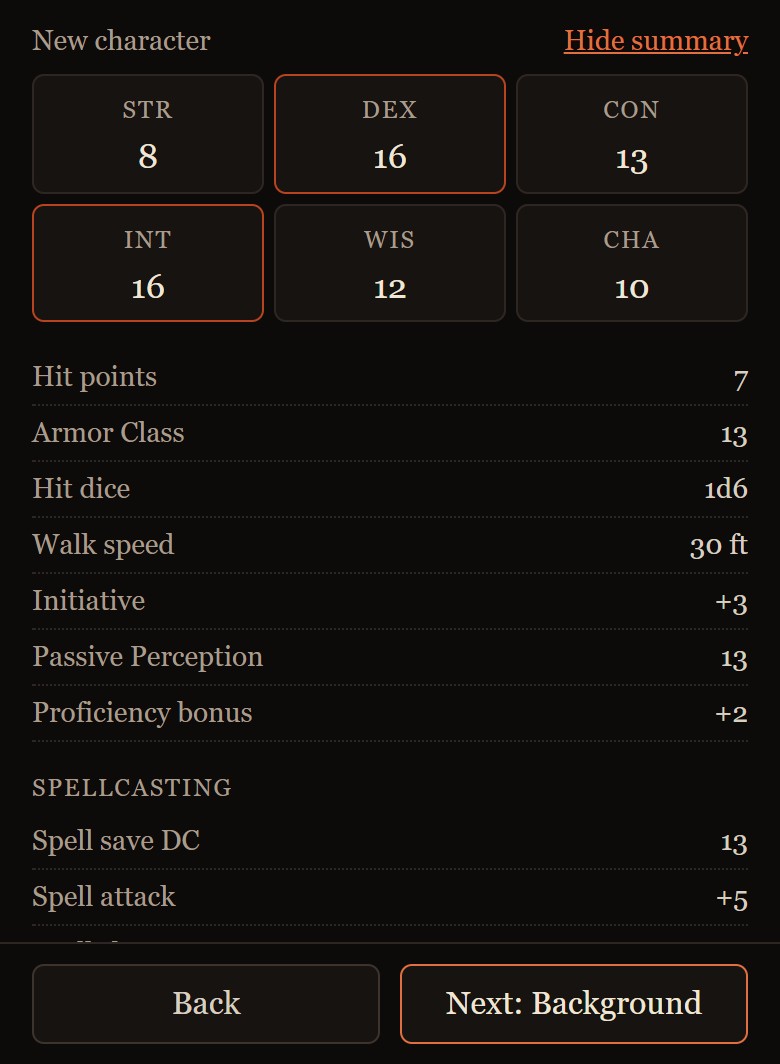 New character
Hide summary
STR
DEX
CON
8
16
13
INT
WIS
CHA
16
12
10
Hit points 7
Armor Class 13
Hit dice 1d6
Walk speed 30 ft
Initiative +3
Passive Perception 13
Proficiency bonus +2
SPELLCASTING
Spell save DC 13
Spell attack +5
Back
Next: Background